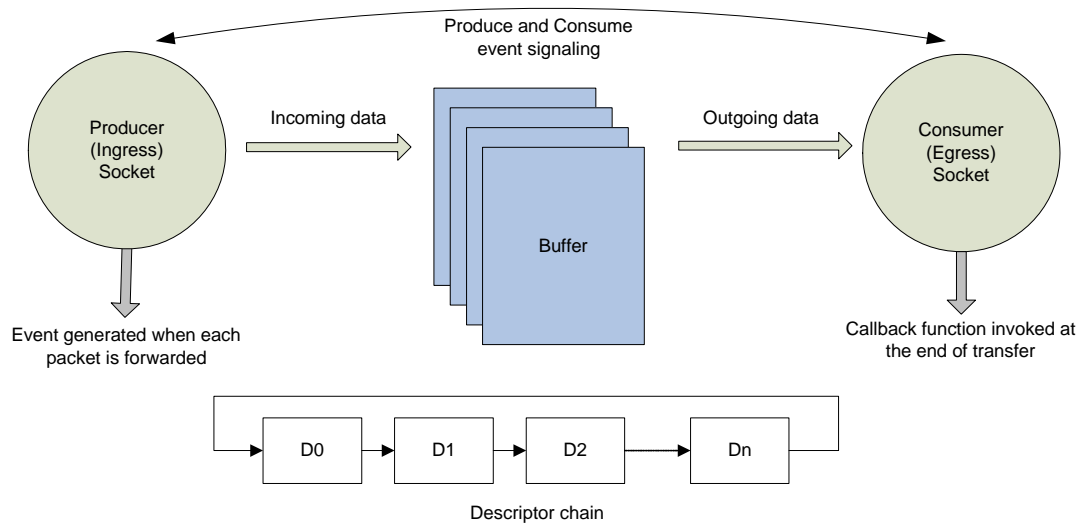 Produce and Consume
event signaling
Producer
(Ingress)
Socket
Incoming data
Buffer
Outgoing data
Consumer
(Egress)
Socket
Event generated when each
packet is forwarded
Callback function invoked at
the end of transfer
D0
D1
D2
Dn
Descriptor chain